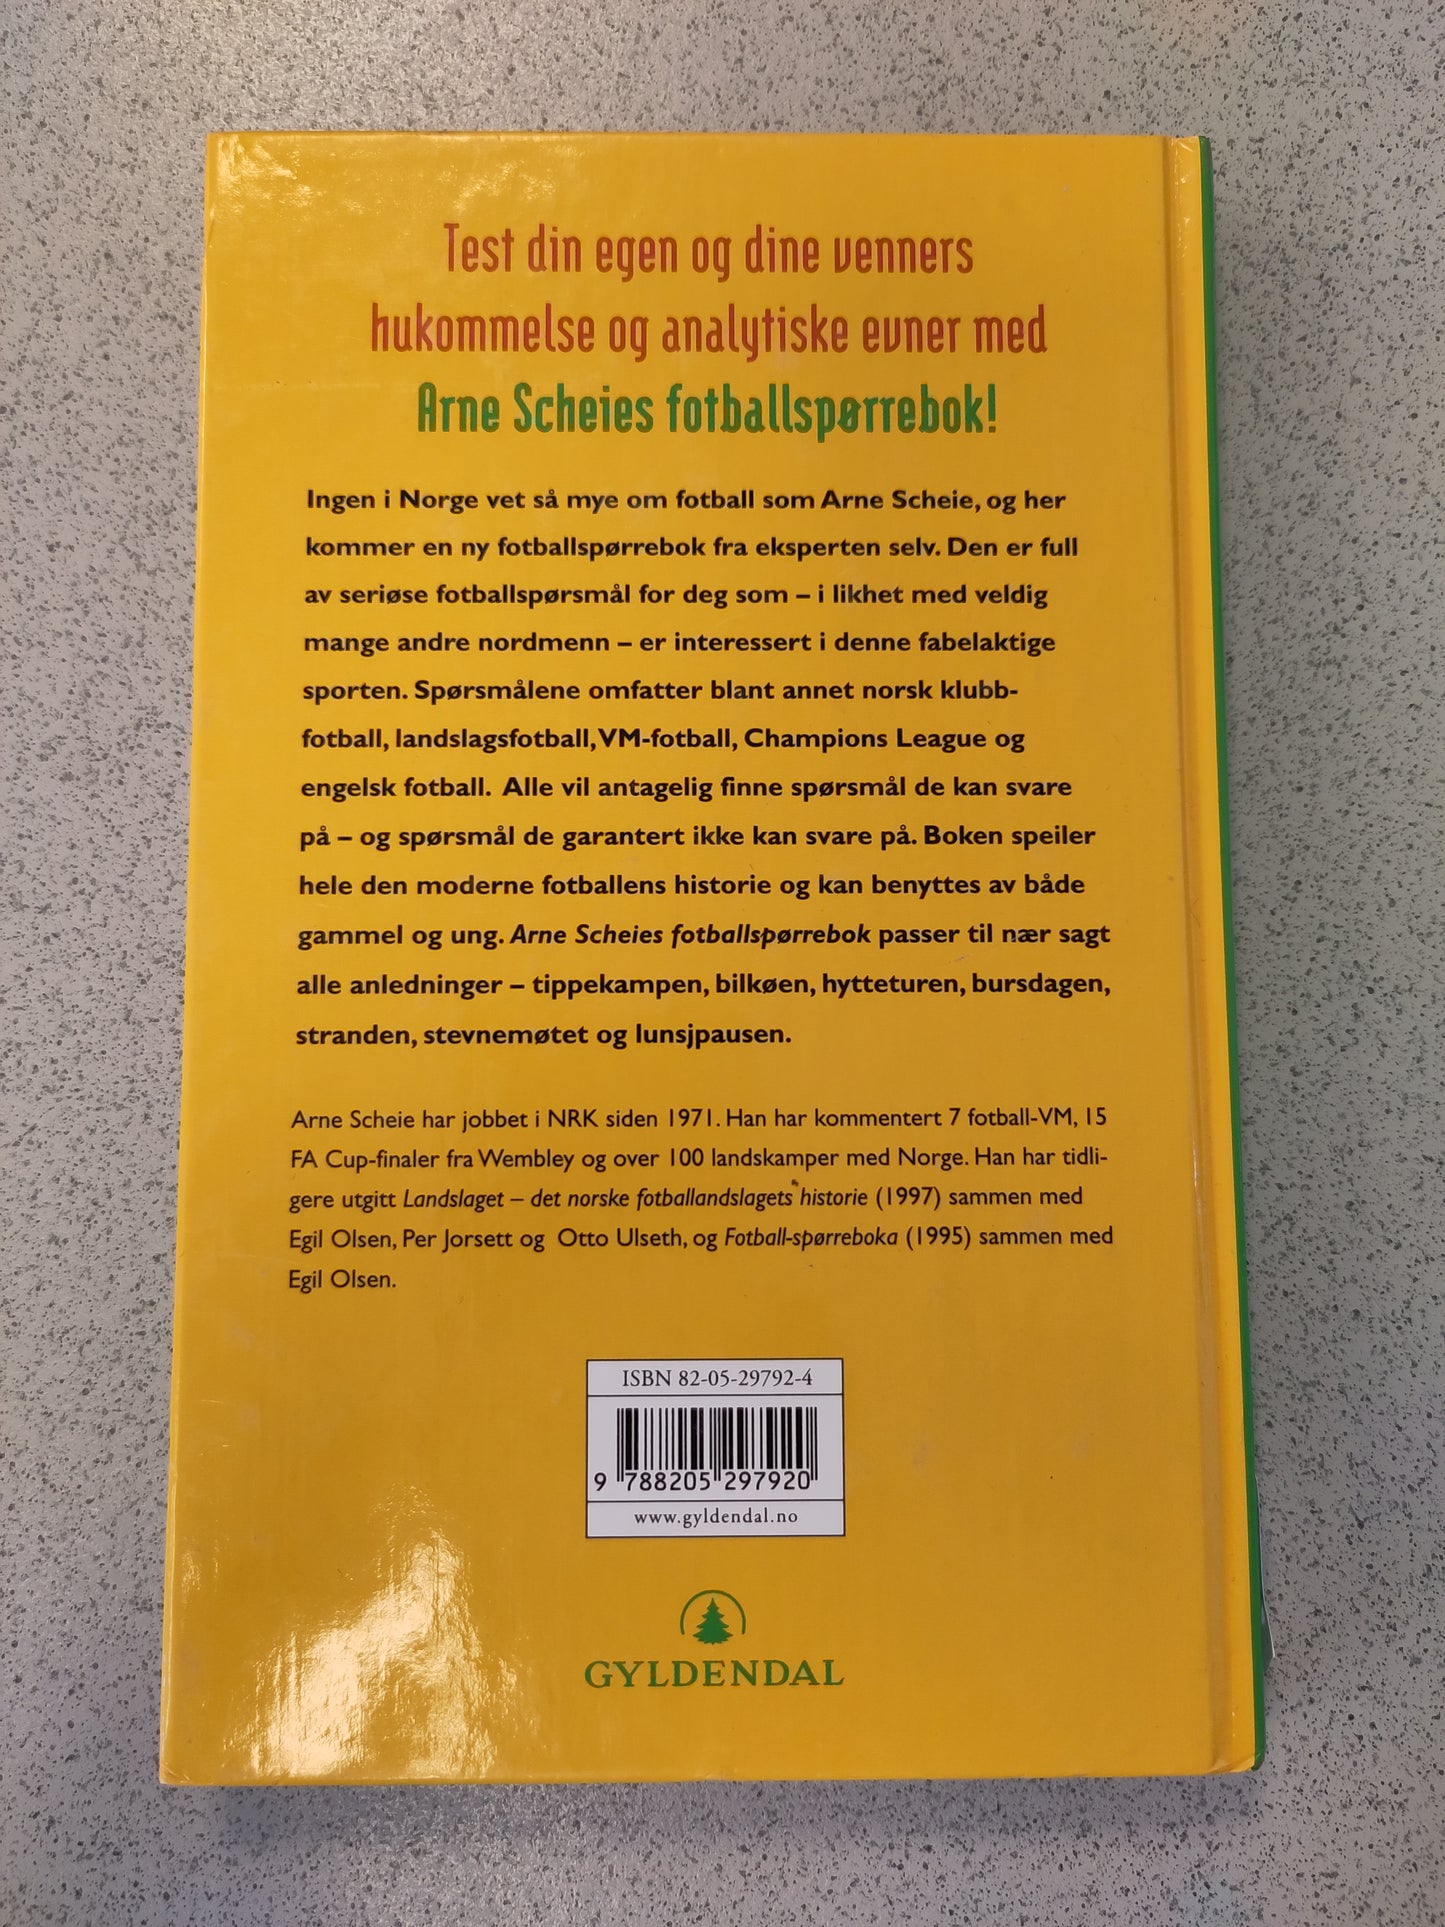 Test din egen og dine venners
hukommelse og analytiske evner med
Arne Scheies fotballspørrebok!
Ingen i Norge vet så mye om fotball som Arne Scheie, og her
kommer en ny fotballspørrebok fra eksperten selv. Den er full
av seriøse fotballspørsmål for deg som – i likhet med veldig
mange andre nordmenn – er interessert i denne fabelaktige
sporten. Spørsmålene omfatter blant annet norsk klubb-
fotball, landslagsfotball, VM-fotball, Champions League og
engelsk fotball. Alle vil antagelig finne spørsmål de kan svare
på – og spørsmål de garantert ikke kan svare på. Boken speiler
hele den moderne fotballens historie og kan benyttes av både
gammel og ung. Arne Scheies fotballspørrebok passer til nær sagt
alle anledninger – tippekampen, bilkøen, hytteturen, bursdagen,
stranden, stevnemøtet og lunsjpausen.
Arne Scheie har jobbet i NRK siden 1971. Han har kommentert 7 fotball-VM, 15
FA Cup-finaler fra Wembley og over 100 landskamper med Norge. Han har tidli-
gere utgitt Landslaget – det norske fotballandslagets historie (1997) sammen med
Egil Olsen, Per Jorsett og Otto Ulseth, og Fotball-spørreboka (1995) sammen med
Egil Olsen.
ISBN 82-05-29792-4
9 788205 297920
www.gyldendal.no
GYLDENDAL